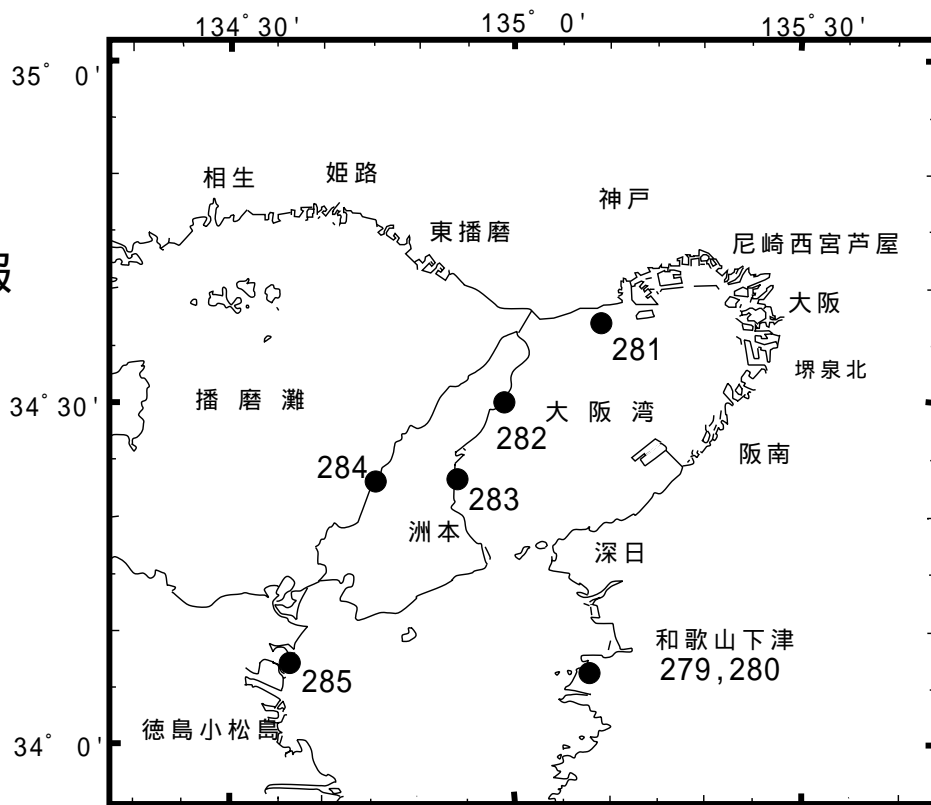 134° 30'
135° 0'
135° 30'
35° 0'
相生
姫路
神戸
東播磨
尼崎西宮芦屋
報
大阪
281
堺泉北
播磨灘
34° 30'
大阪湾
282
阪南
284
283
洲本
深日
和歌山下津
279,280
285
徳島小松島
34° 0'